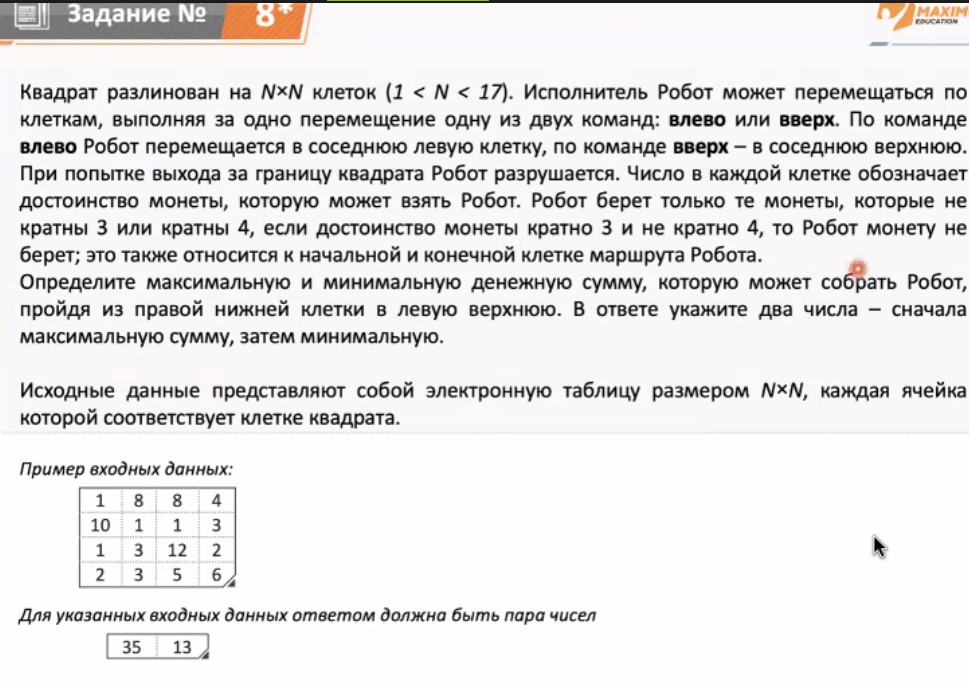 Задание № 8*
MAXIM
EDUCATION
Квадрат разлинован на N×N клеток (1 < N < 17). Исполнитель Робот может перемещаться по
клеткам, выполняя за одно перемещение одну из двух команд: влево или вверх. По команде
влево Робот перемещается в соседнюю левую клетку, по команде вверх – в соседнюю верхнюю.
При попытке выхода за границу квадрата Робот разрушается. Число в каждой клетке обозначает
достоинство монеты, которую может взять Робот. Робот берет только те монеты, которые не
кратны 3 или кратны 4, если достоинство монеты кратно 3 и не кратно 4, то Робот монету не
берет; это также относится к начальной и конечной клетке маршрута Робота.
Определите максимальную и минимальную денежную сумму, которую может собрать Робот,
пройдя из правой нижней клетки в левую верхнюю. В ответе укажите два числа – сначала
максимальную сумму, затем минимальную.
Исходные данные представляют собой электронную таблицу размером N×N, каждая ячейка
которой соответствует клетке квадрата.
Пример входных данных:
1 8 8 4
10 1 1 3
1 3 12 2
2 3 5 6
Для указанных входных данных ответом должна быть пара чисел
35 13